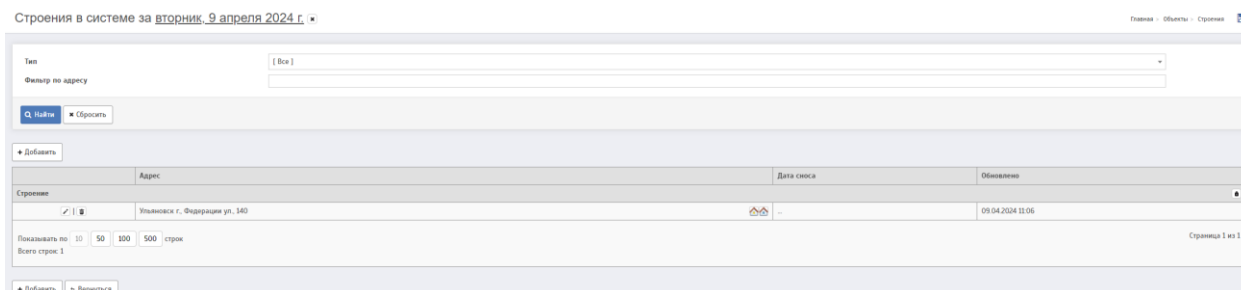 Строения в системе за вторник, 9 апреля 2024 г.
Главная > Объекты > Строения
Тип [ Все ]
Фильтр по адресу
Найти Сбросить
+ Добавить
Адрес Дата сноса Обновлено
Строение
Ульяновск г., Федерации ул., 140 .. 09.04.2024 11:06
Показывать по 10 50 100 500 строк Страница 1 из 1
Всего строк: 1
+ Добавить Вернуться